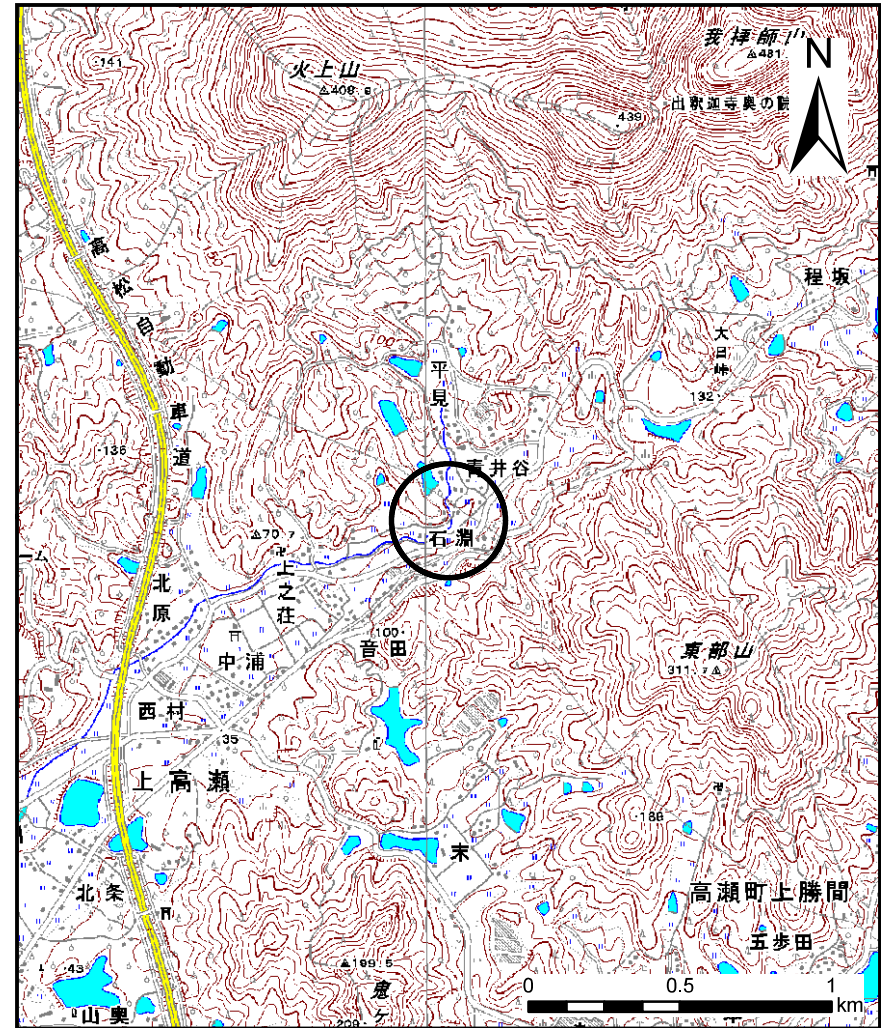 我拝師山
481
N
141
火上山
408.8
439
出釈迦寺奥の院
高松自動車道
程坂
大日寺
平見
132
136
青井谷
石淵
70.7
上之荘
北原
100
音田
中浦
東部山
311.7
西村
35
上高瀬
188
末
北条
高瀬町上勝間
五歩田
43
199.5
鬼ヶ
209
山奥
0 0.5 1
km